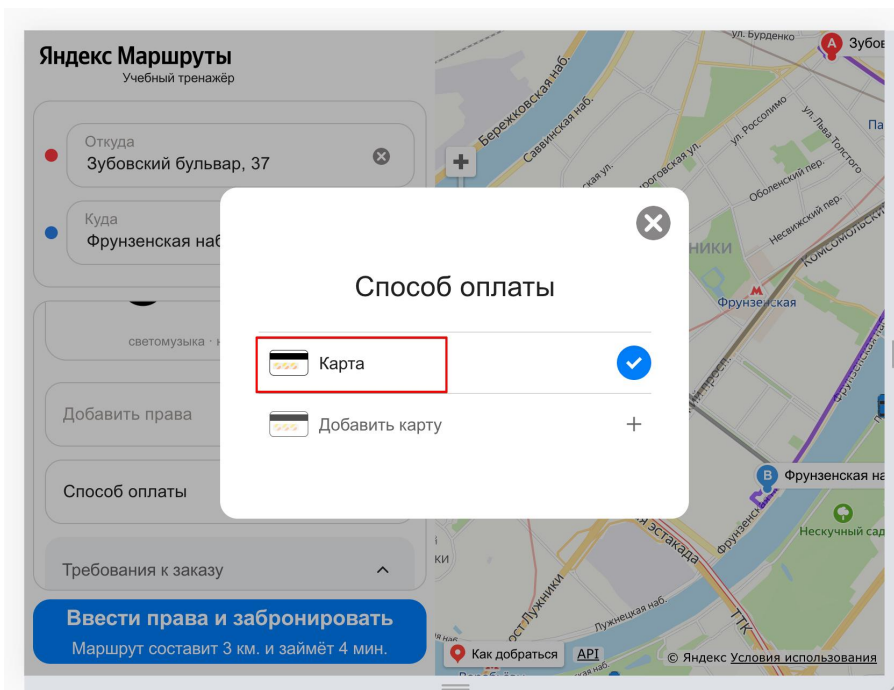 Яндекс Маршруты
Учебный тренажёр
Откуда
Зубовский бульвар, 37
Куда
Фрунзенская наб
светомузыка · н
Добавить права
Способ оплаты
Требования к заказу
Ввести права и забронировать
Маршрут составит 3 км. и займёт 4 мин.
Способ оплаты
Карта
Добавить карту
ул. Бурденко
A
Зубов
Бережковская наб.
Саввинская наб.
ул. Россолимо
ул. Льва Толстого
Па
Оболенский пер.
Несвижский пер.
НИКИ
Фрунзенская
B
Фрунзенская на
Нескучный сад
эстакада
Лужнецкая наб.
ТТК
Как добраться
API
© Яндекс Условия использования